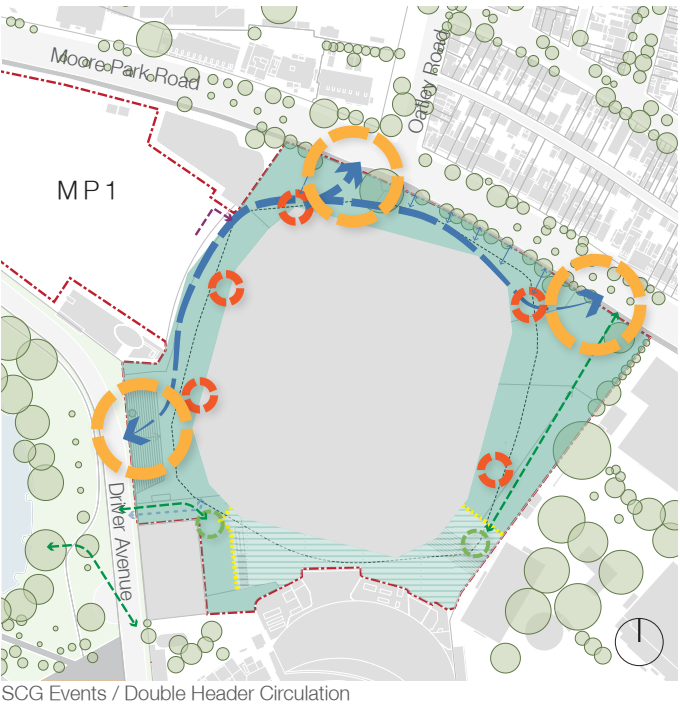 Moore Park Road
Oatley Road
MP1
Driver Avenue
SCG Events / Double Header Circulation